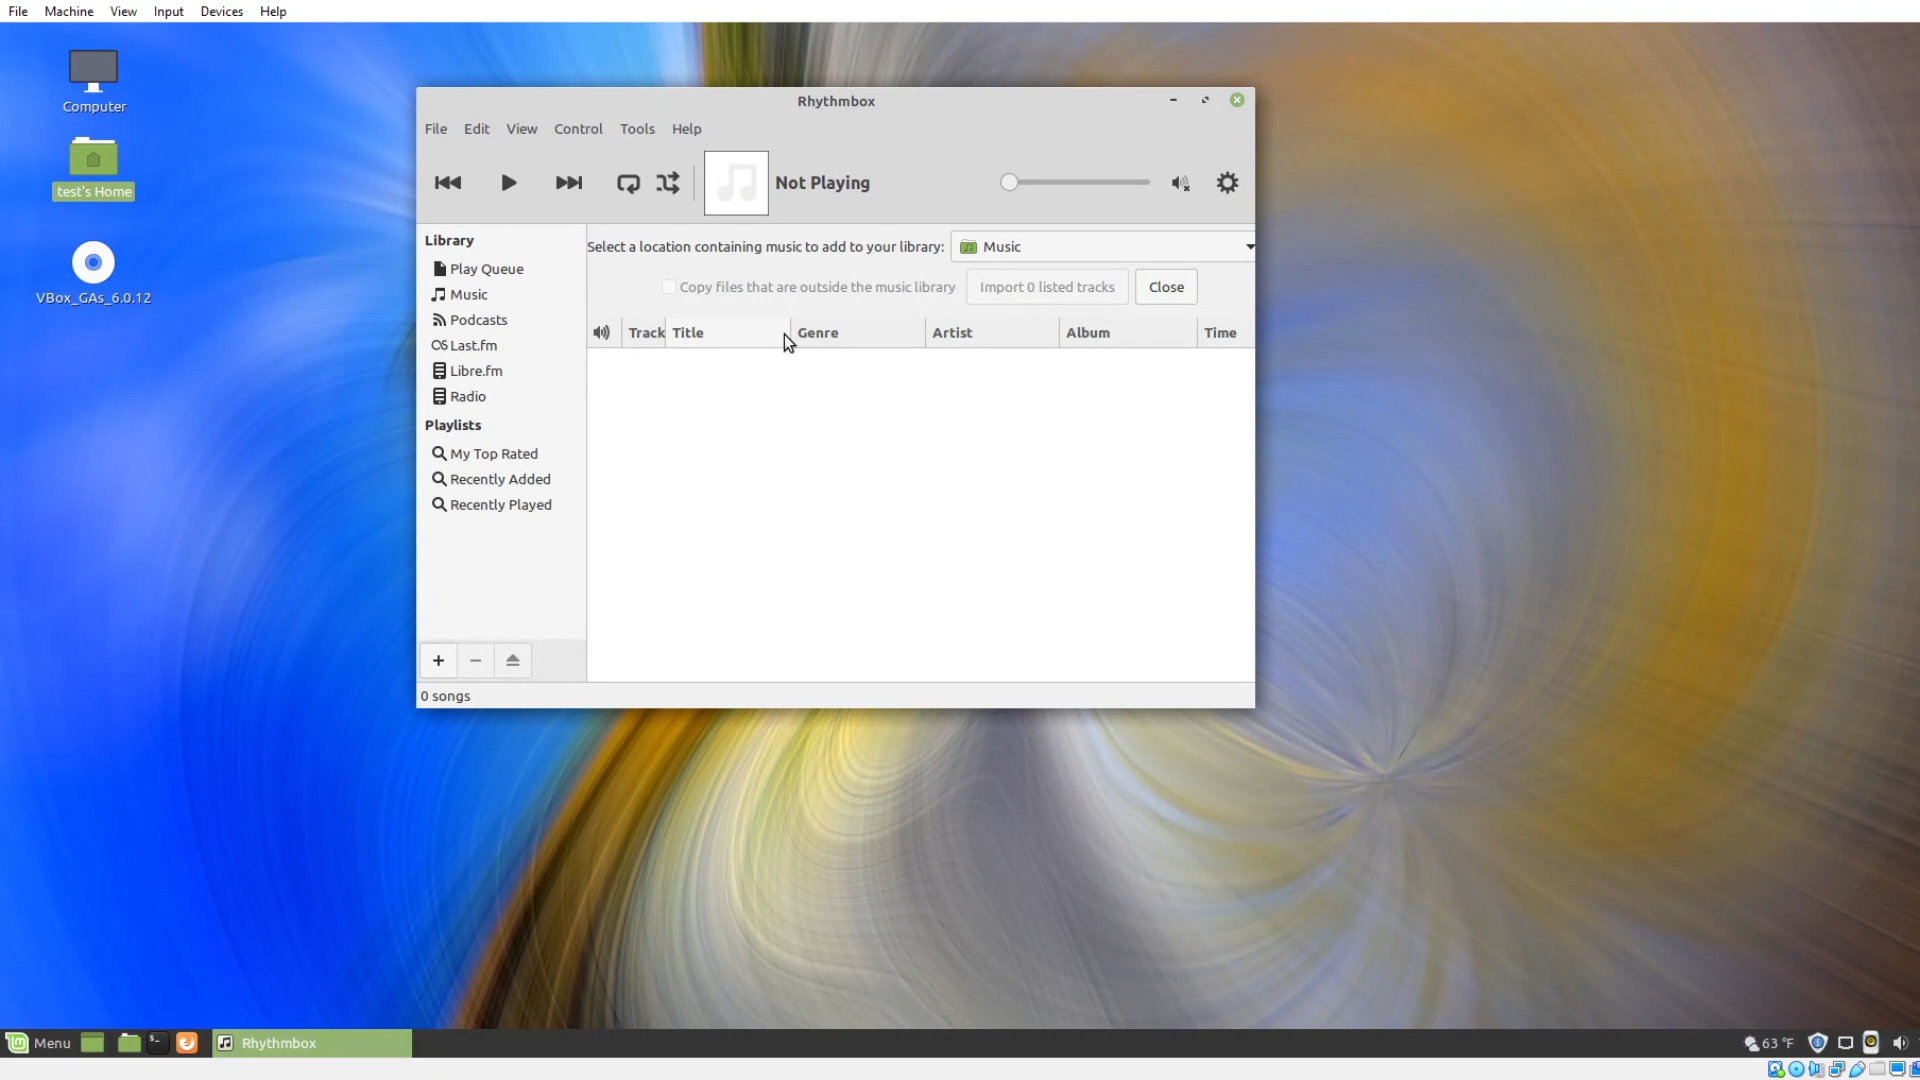 File Machine View Input Devices Help
Computer
test's Home
VBox_GAs_6.0.12
Rhythmbox
File Edit View Control Tools Help
Not Playing
Library
Play Queue
Music
Podcasts
Last.fm
Libre.fm
Radio
Playlists
My Top Rated
Recently Added
Recently Played
Select a location containing music to add to your library: Music
Copy files that are outside the music library Import 0 listed tracks Close
Track Title Genre Artist Album Time
0 songs
Menu Rhythmbox 63 °F